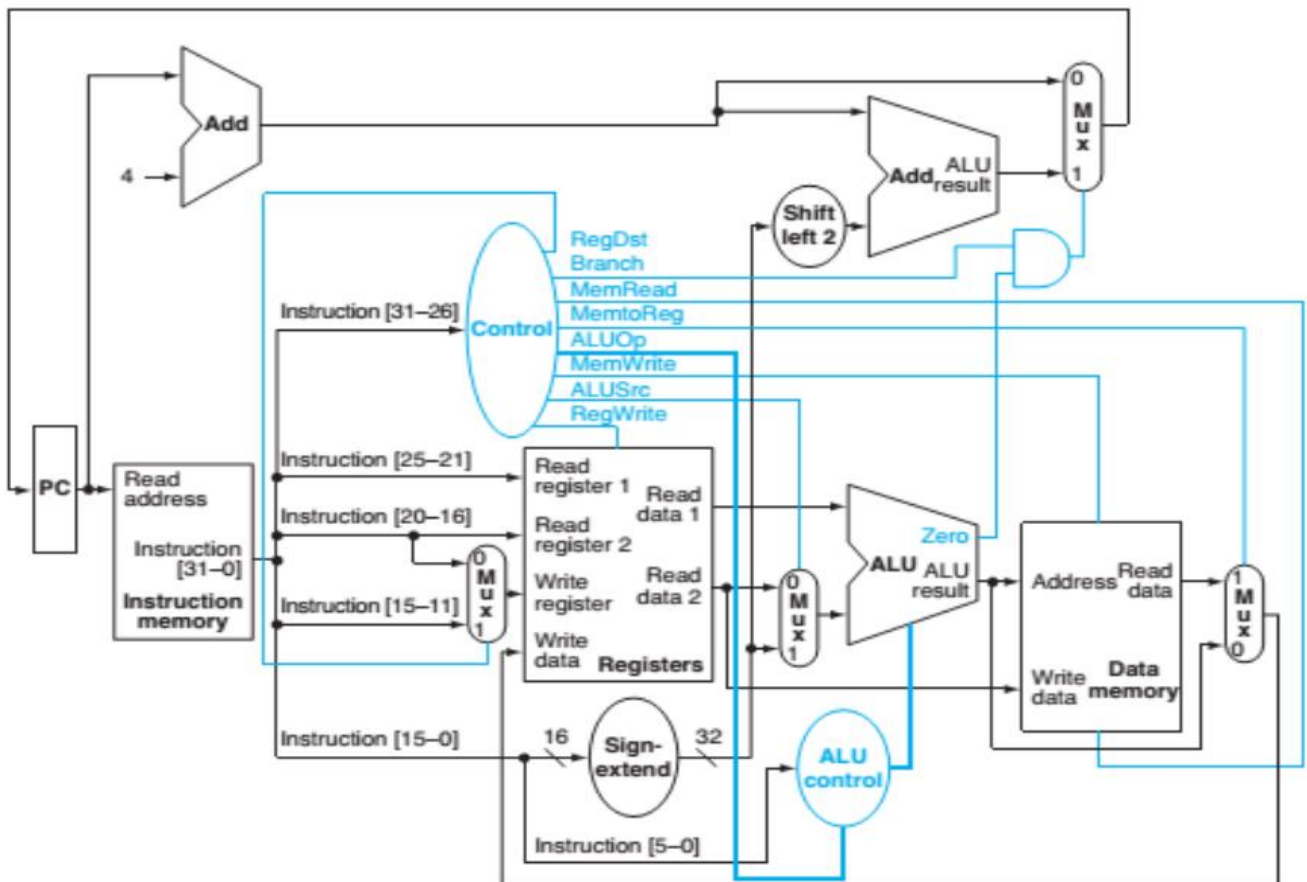 0
M
u
x
1
Add
4
Add
ALU
result
Shift
left 2
RegDst
Branch
MemRead
MemtoReg
ALUOp
MemWrite
ALUSrc
RegWrite
Control
Instruction [31–26]
Instruction [25–21]
Instruction [20–16]
Instruction [15–11]
Instruction [15–0]
Instruction [5–0]
PC
Read
address
Instruction
[31–0]
Instruction
memory
0
M
u
x
1
Read
register 1
Read
register 2
Write
register
Write
data
Read
data 1
Read
data 2
Registers
16
Sign-
extend
32
0
M
u
x
1
Zero
ALU
ALU
result
ALU
control
Address
Read
data
Write
data
Data
memory
1
M
u
x
0